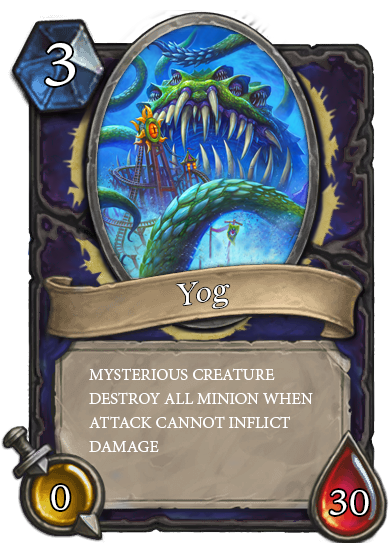 3
Yog
MYSTERIOUS CREATURE
DESTROY ALL MINION WHEN
ATTACK CANNOT INFLICT
DAMAGE
0
30